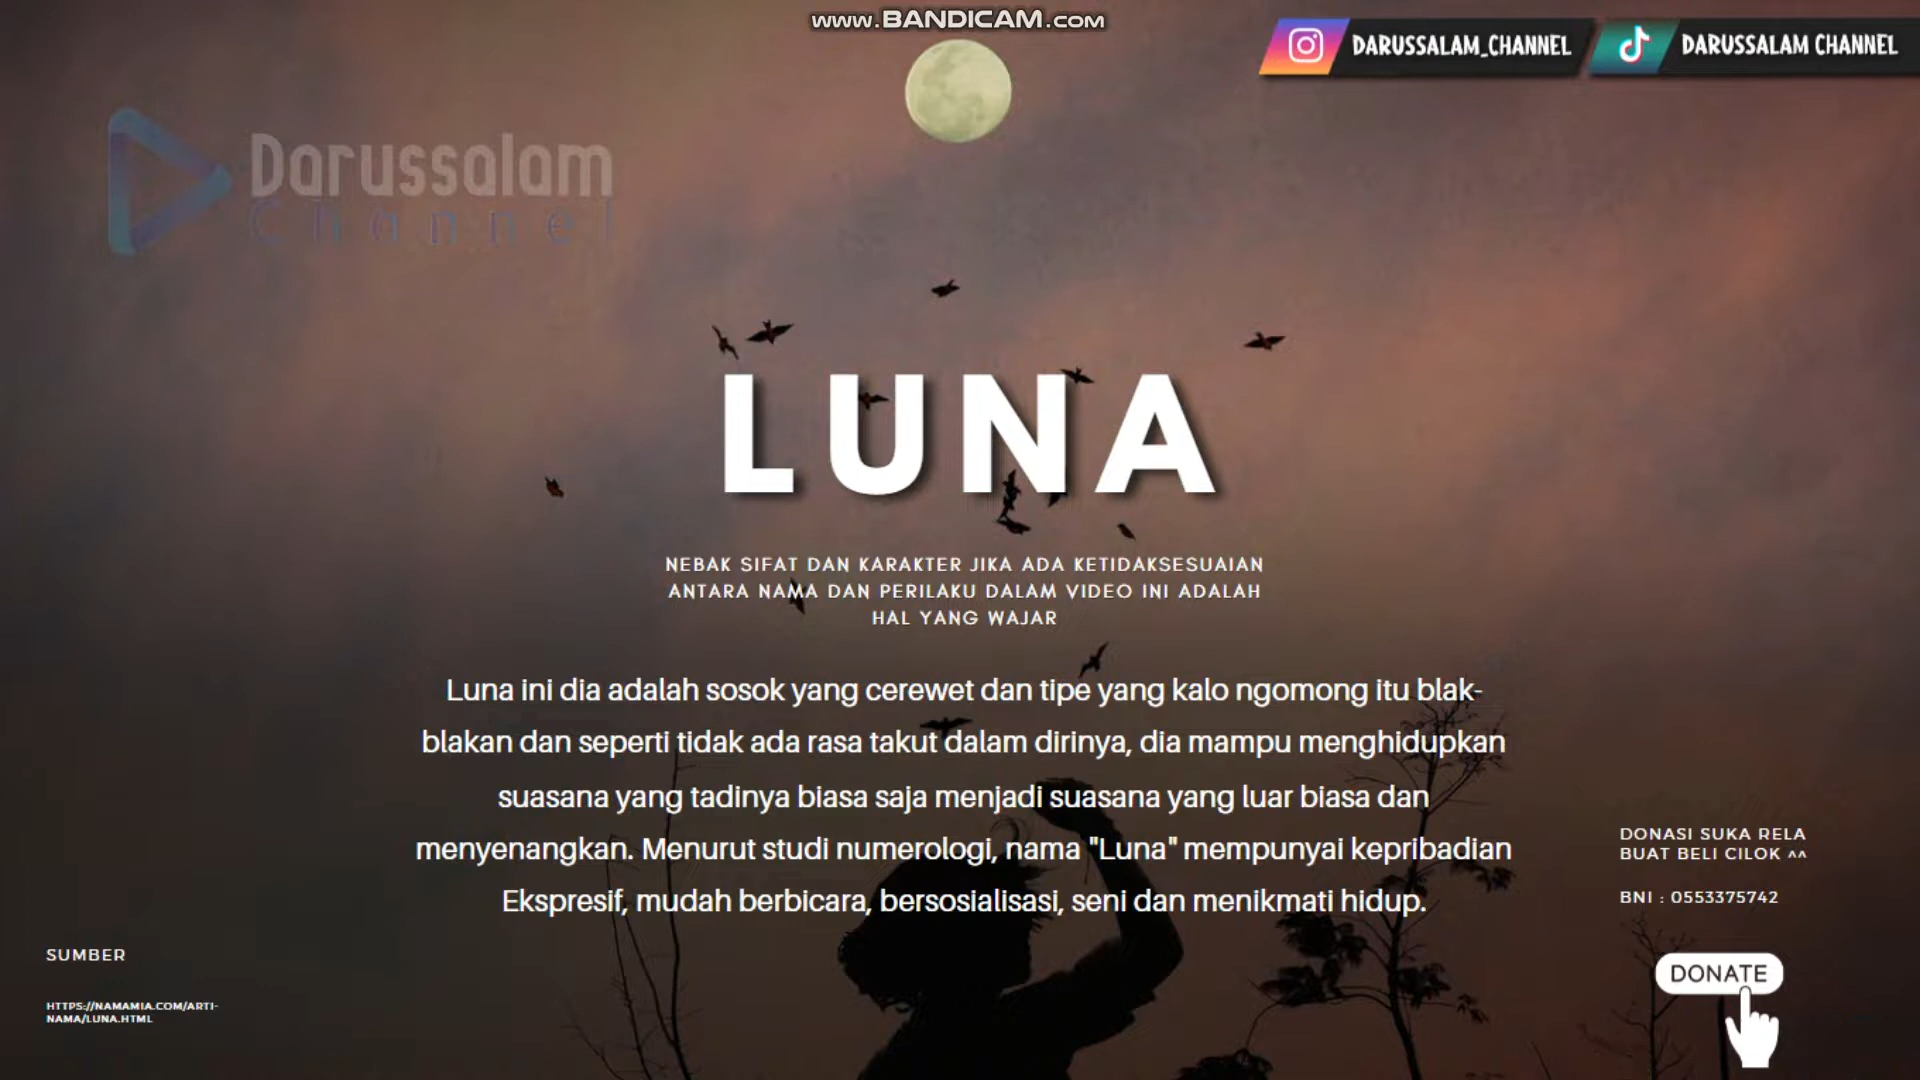 www.BANDICAM.com
DARUSSALAM_CHANNEL
DARUSSALAM CHANNEL
Darussalam
Channel
LUNA
NEBAK SIFAT DAN KARAKTER JIKA ADA KETIDAKSESUAIAN
ANTARA NAMA DAN PERILAKU DALAM VIDEO INI ADALAH
HAL YANG WAJAR
Luna ini dia adalah sosok yang cerewet dan tipe yang kalo ngomong itu blak-
blakan dan seperti tidak ada rasa takut dalam dirinya, dia mampu menghidupkan
suasana yang tadinya biasa saja menjadi suasana yang luar biasa dan
menyenangkan. Menurut studi numerologi, nama "Luna" mempunyai kepribadian
Ekspresif, mudah berbicara, bersosialisasi, seni dan menikmati hidup.
DONASI SUKA RELA
BUAT BELI CILOK ^^
BNI : 0553375742
DONATE
SUMBER
HTTPS://NAMAMIA.COM/ARTI-
NAMA/LUNA.HTML